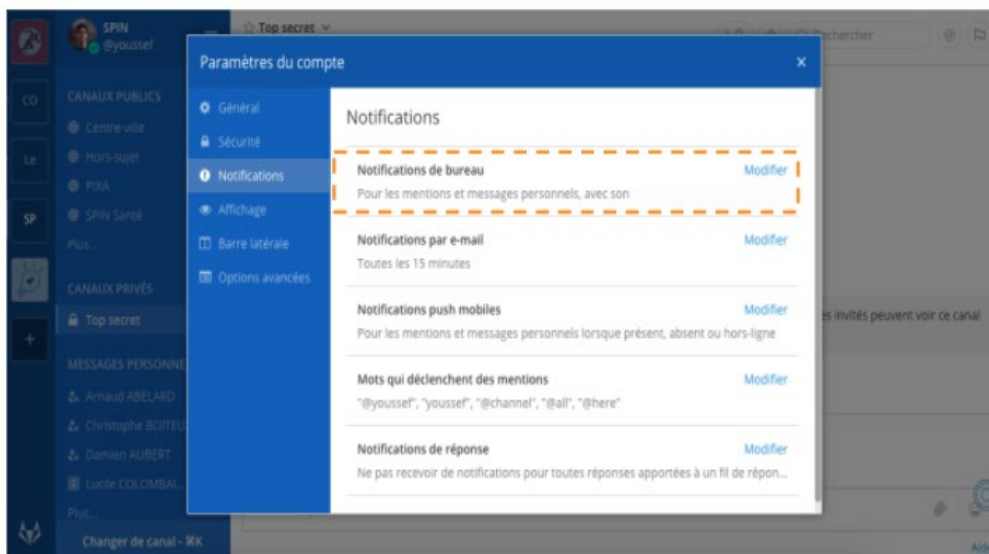 SPIN
@youssef
Top secret
Rechercher
@
CO
Le
SP
+
CANAUX PUBLICS
Centre-ville
Hors-sujet
PIXA
SPIN Santé
Plus...
CANAUX PRIVÉS
Top secret
MESSAGES PERSONNE
Arnaud ABELARD
Christophe BOITEU
Damien AUBERT
Lucile COLOMBAL...
Plus...
Changer de canal - ⌘K
Paramètres du compte
×
Général
Sécurité
Notifications
Affichage
Barre latérale
Options avancées
Notifications
Notifications de bureau Modifier
Pour les mentions et messages personnels, avec son
Notifications par e-mail Modifier
Toutes les 15 minutes
Notifications push mobiles Modifier
Pour les mentions et messages personnels lorsque présent, absent ou hors-ligne
Mots qui déclenchent des mentions Modifier
"@youssef", "youssef", "@channel", "@all", "@here"
Notifications de réponse Modifier
Ne pas recevoir de notifications pour toutes réponses apportées à un fil de répon...
es invités peuvent voir ce canal
Aide